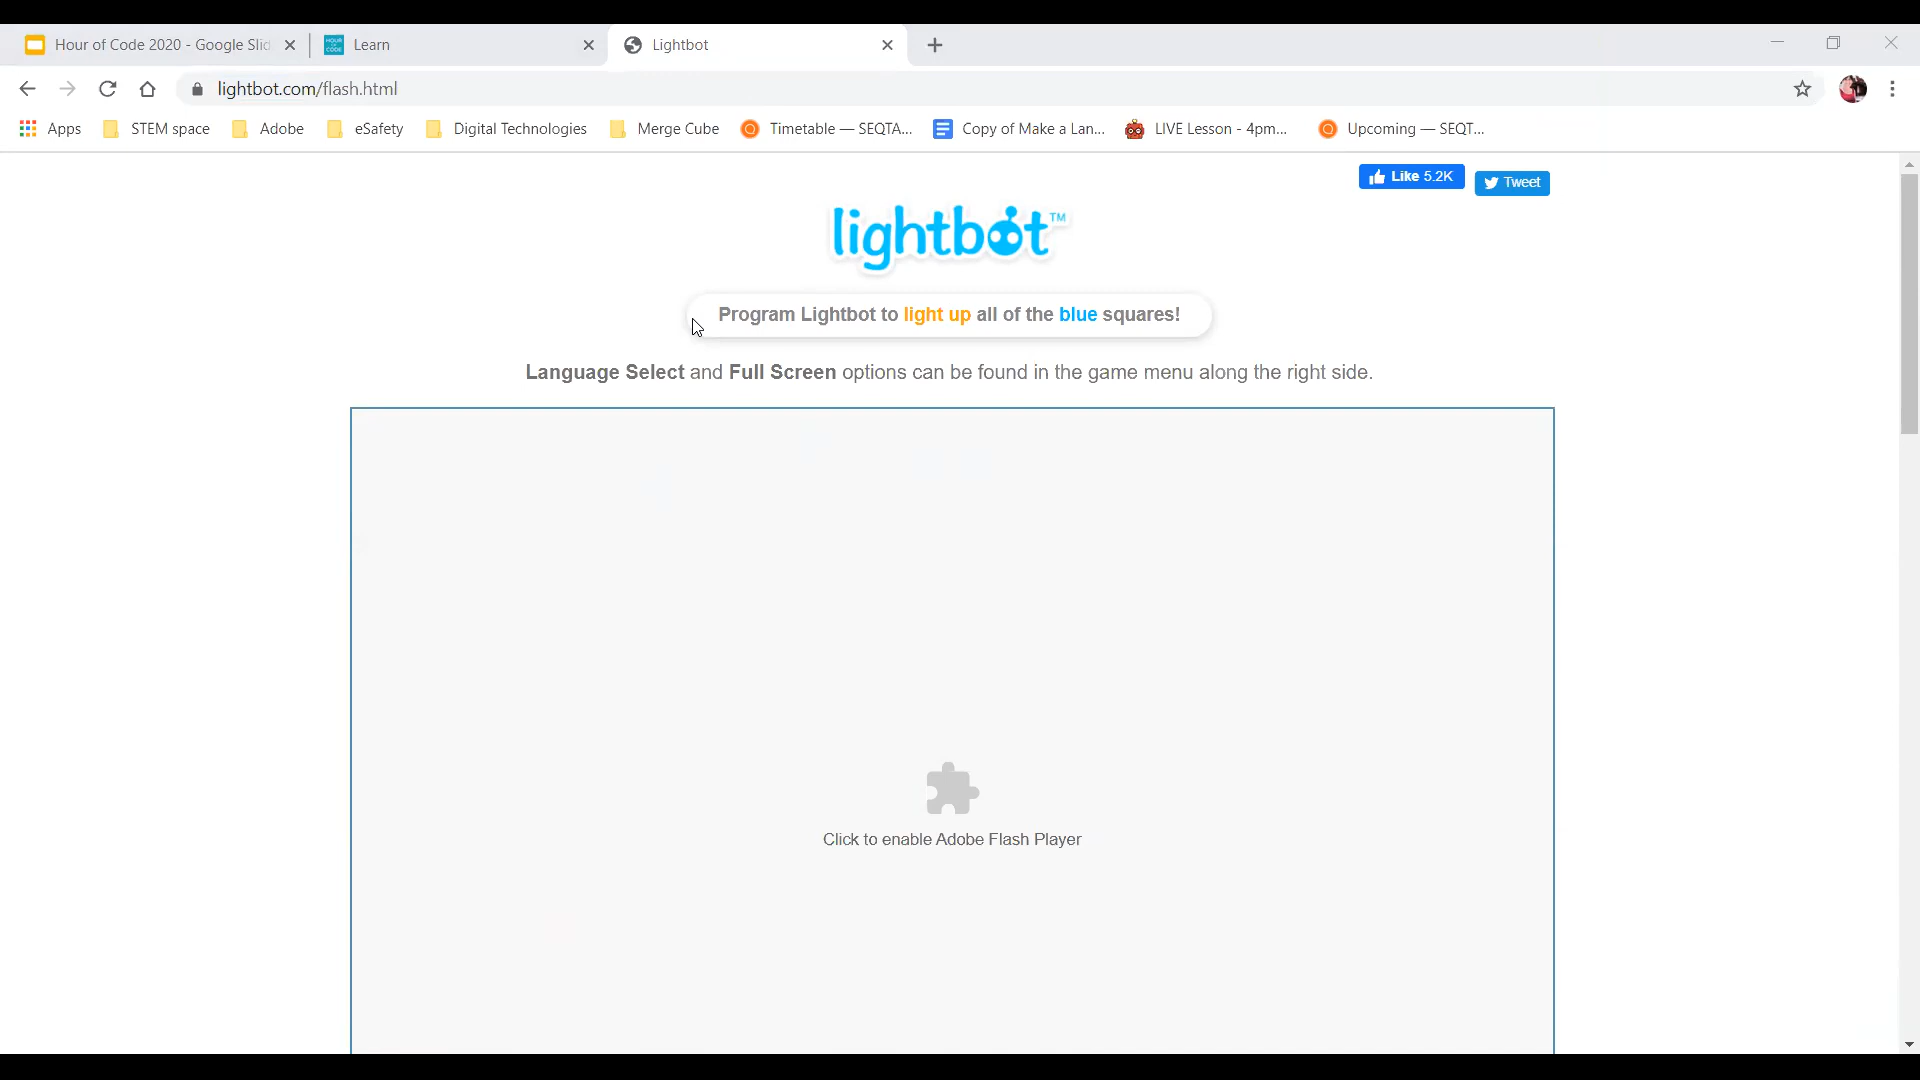 Hour of Code 2020 - Google Slid
Learn
Lightbot
lightbot.com/flash.html
Apps
STEM space
Adobe
eSafety
Digital Technologies
Merge Cube
Timetable — SEQTA...
Copy of Make a Lan...
LIVE Lesson - 4pm...
Upcoming — SEQT...
Like 5.2K
Tweet
lightbot™
Program Lightbot to light up all of the blue squares!
Language Select and Full Screen options can be found in the game menu along the right side.
Click to enable Adobe Flash Player